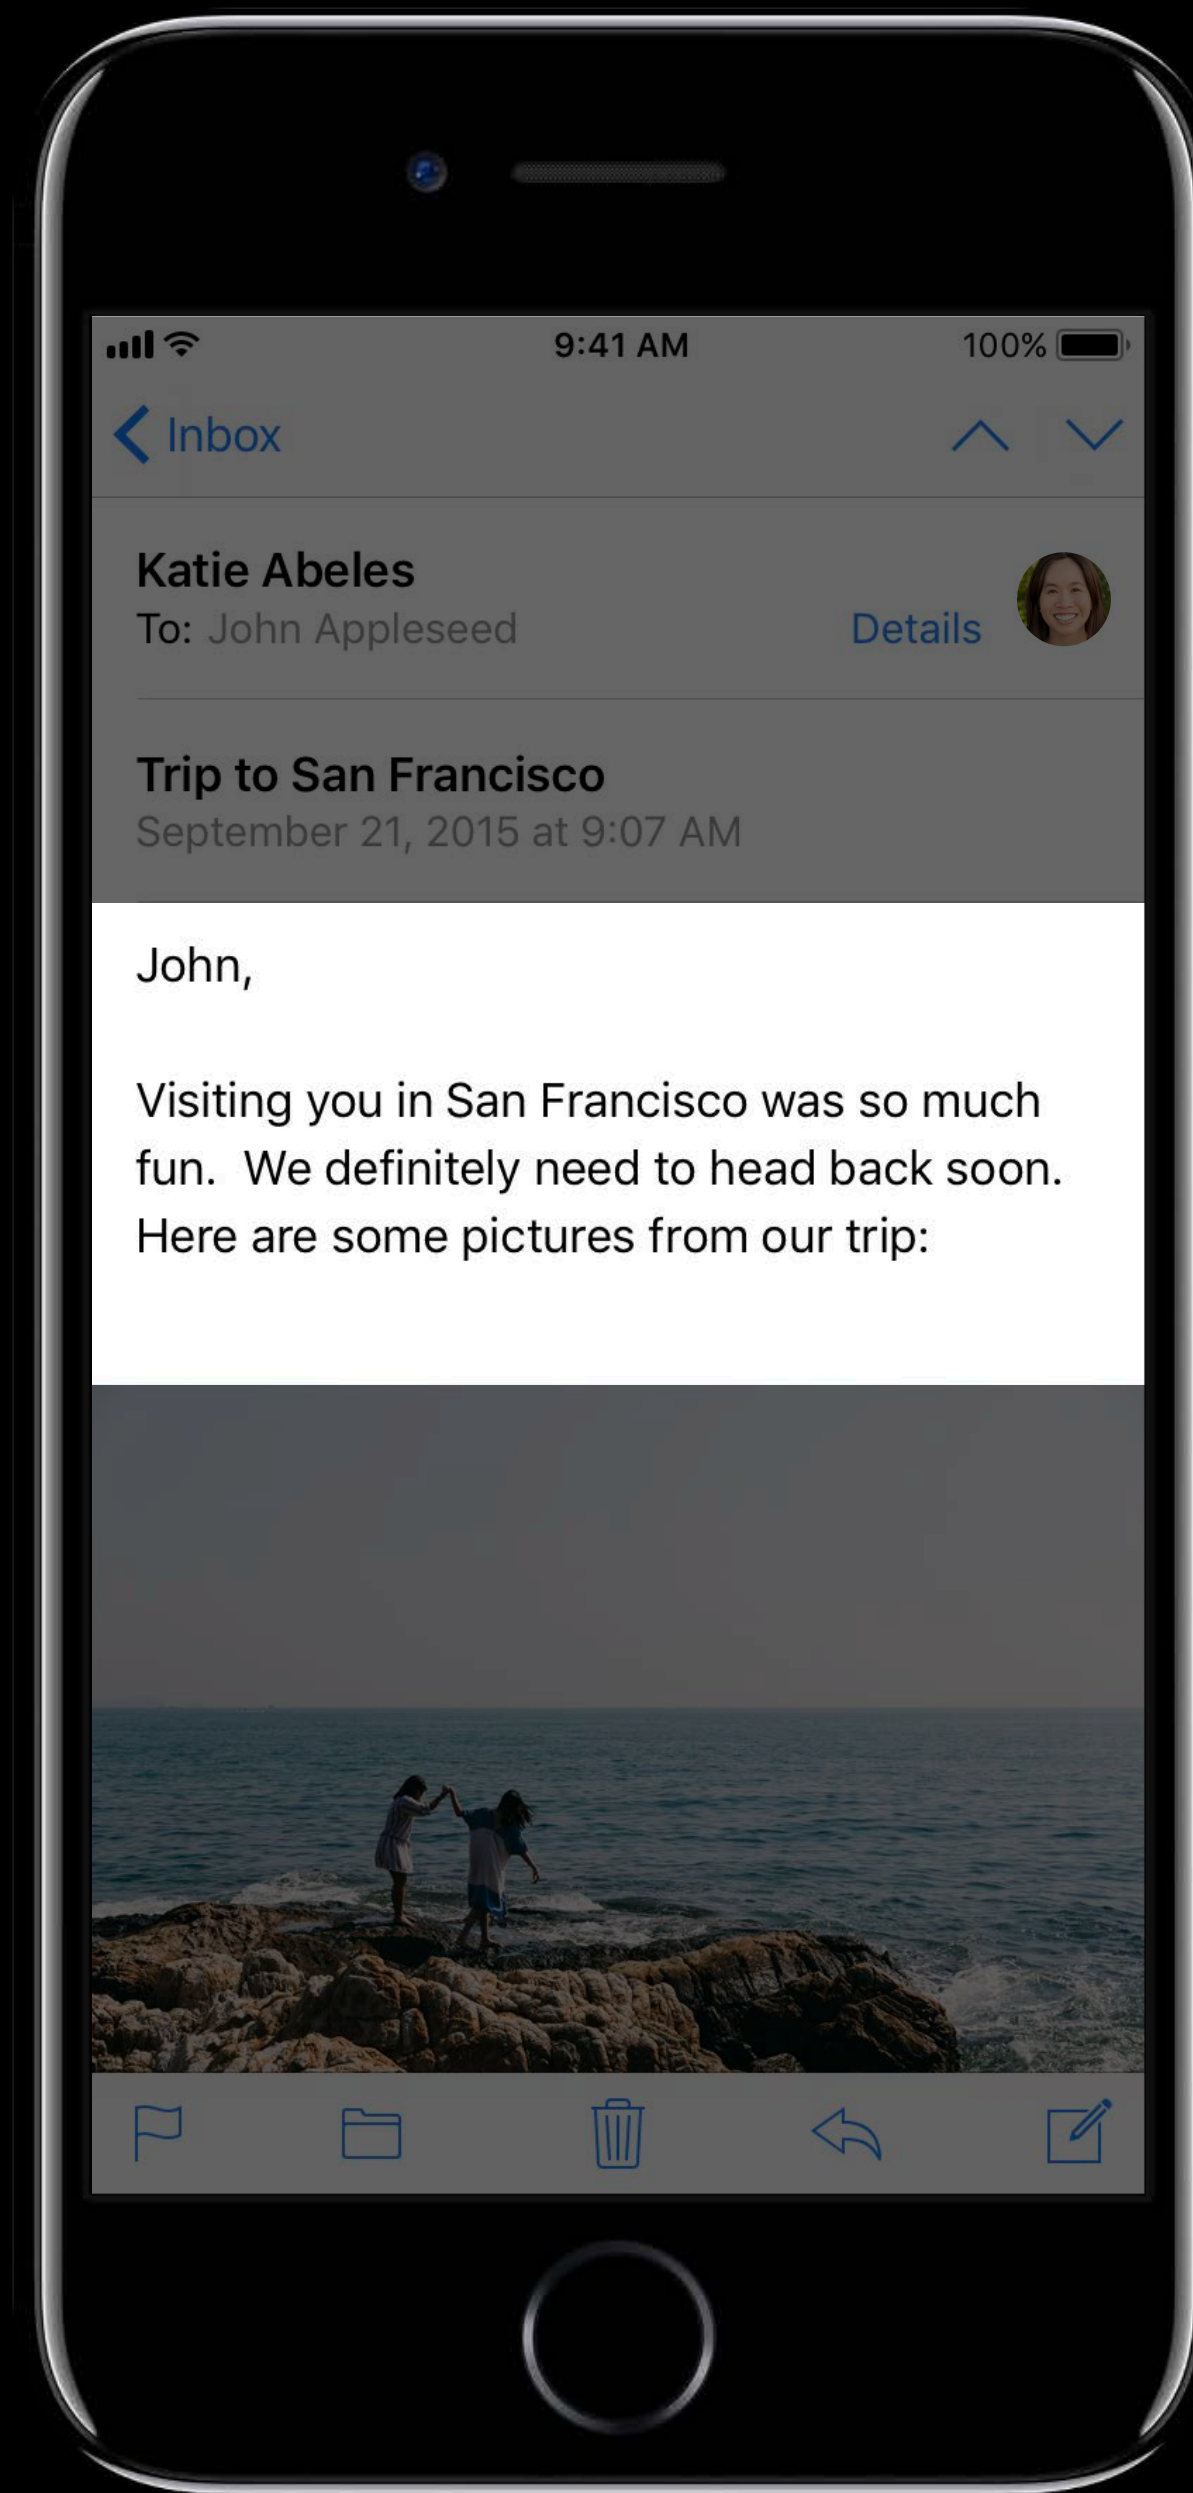 9:41 AM
100%
Inbox
Katie Abeles
To: John Appleseed
Details
Trip to San Francisco
September 21, 2015 at 9:07 AM
John,
Visiting you in San Francisco was so much
fun.  We definitely need to head back soon.
Here are some pictures from our trip: